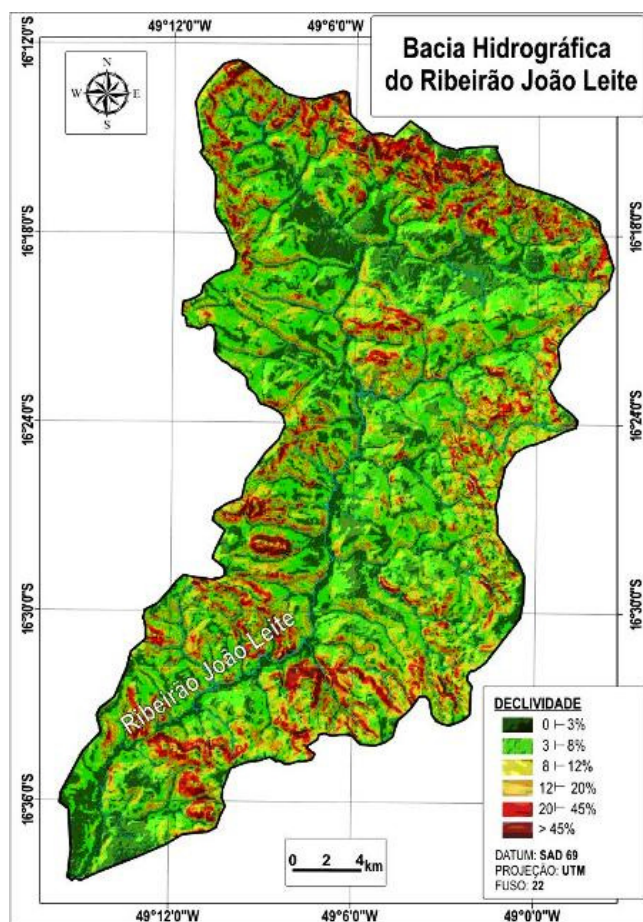 49°12'0"W
49°6'0"W
Bacia Hidrográfica
do Ribeirão João Leite
16°12'0"S
N
W
E
S
16°18'0"S
16°18'0"S
16°24'0"S
16°24'0"S
16°30'0"S
16°30'0"S
Ribeirão João Leite
16°36'0"S
DECLIVIDADE
0 ⊢ 3%
3 ⊢ 8%
8 ⊢ 12%
12 ⊢ 20%
20 ⊢ 45%
> 45%
DATUM: SAD 69
PROJEÇÃO: UTM
FUSO: 22
0 2 4
km
49°12'0"W
49°6'0"W
49°0'0"W